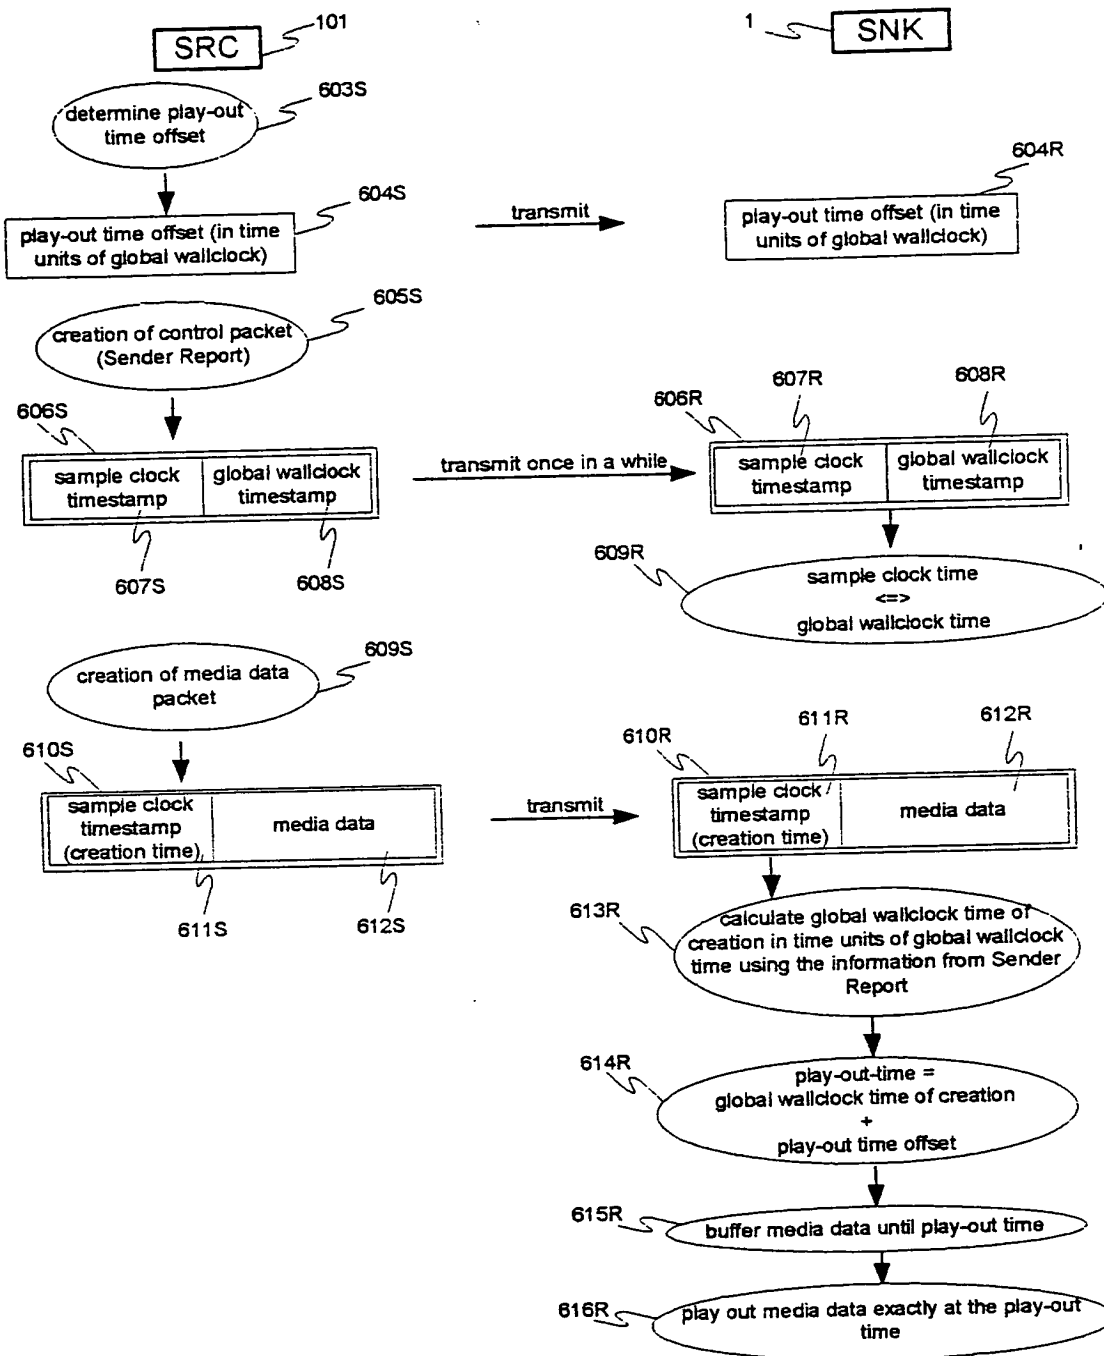 SRC
101
1
SNK
determine play-out
time offset
603S
604S
play-out time offset (in time
units of global wallclock)
transmit
604R
play-out time offset (in time
units of global wallclock)
605S
creation of control packet
(Sender Report)
606S
sample clock
timestamp
global wallclock
timestamp
607S
608S
transmit once in a while
606R
607R
608R
sample clock
timestamp
global wallclock
timestamp
609R
sample clock time
<=>
global wallclock time
609S
creation of media data
packet
610S
sample clock
timestamp
(creation time)
media data
611S
612S
transmit
610R
611R
612R
sample clock
timestamp
(creation time)
media data
613R
calculate global wallclock time of
creation in time units of global wallclock
time using the information from Sender
Report
614R
play-out-time =
global wallclock time of creation
+
play-out time offset
615R
buffer media data until play-out time
616R
play out media data exactly at the play-out
time